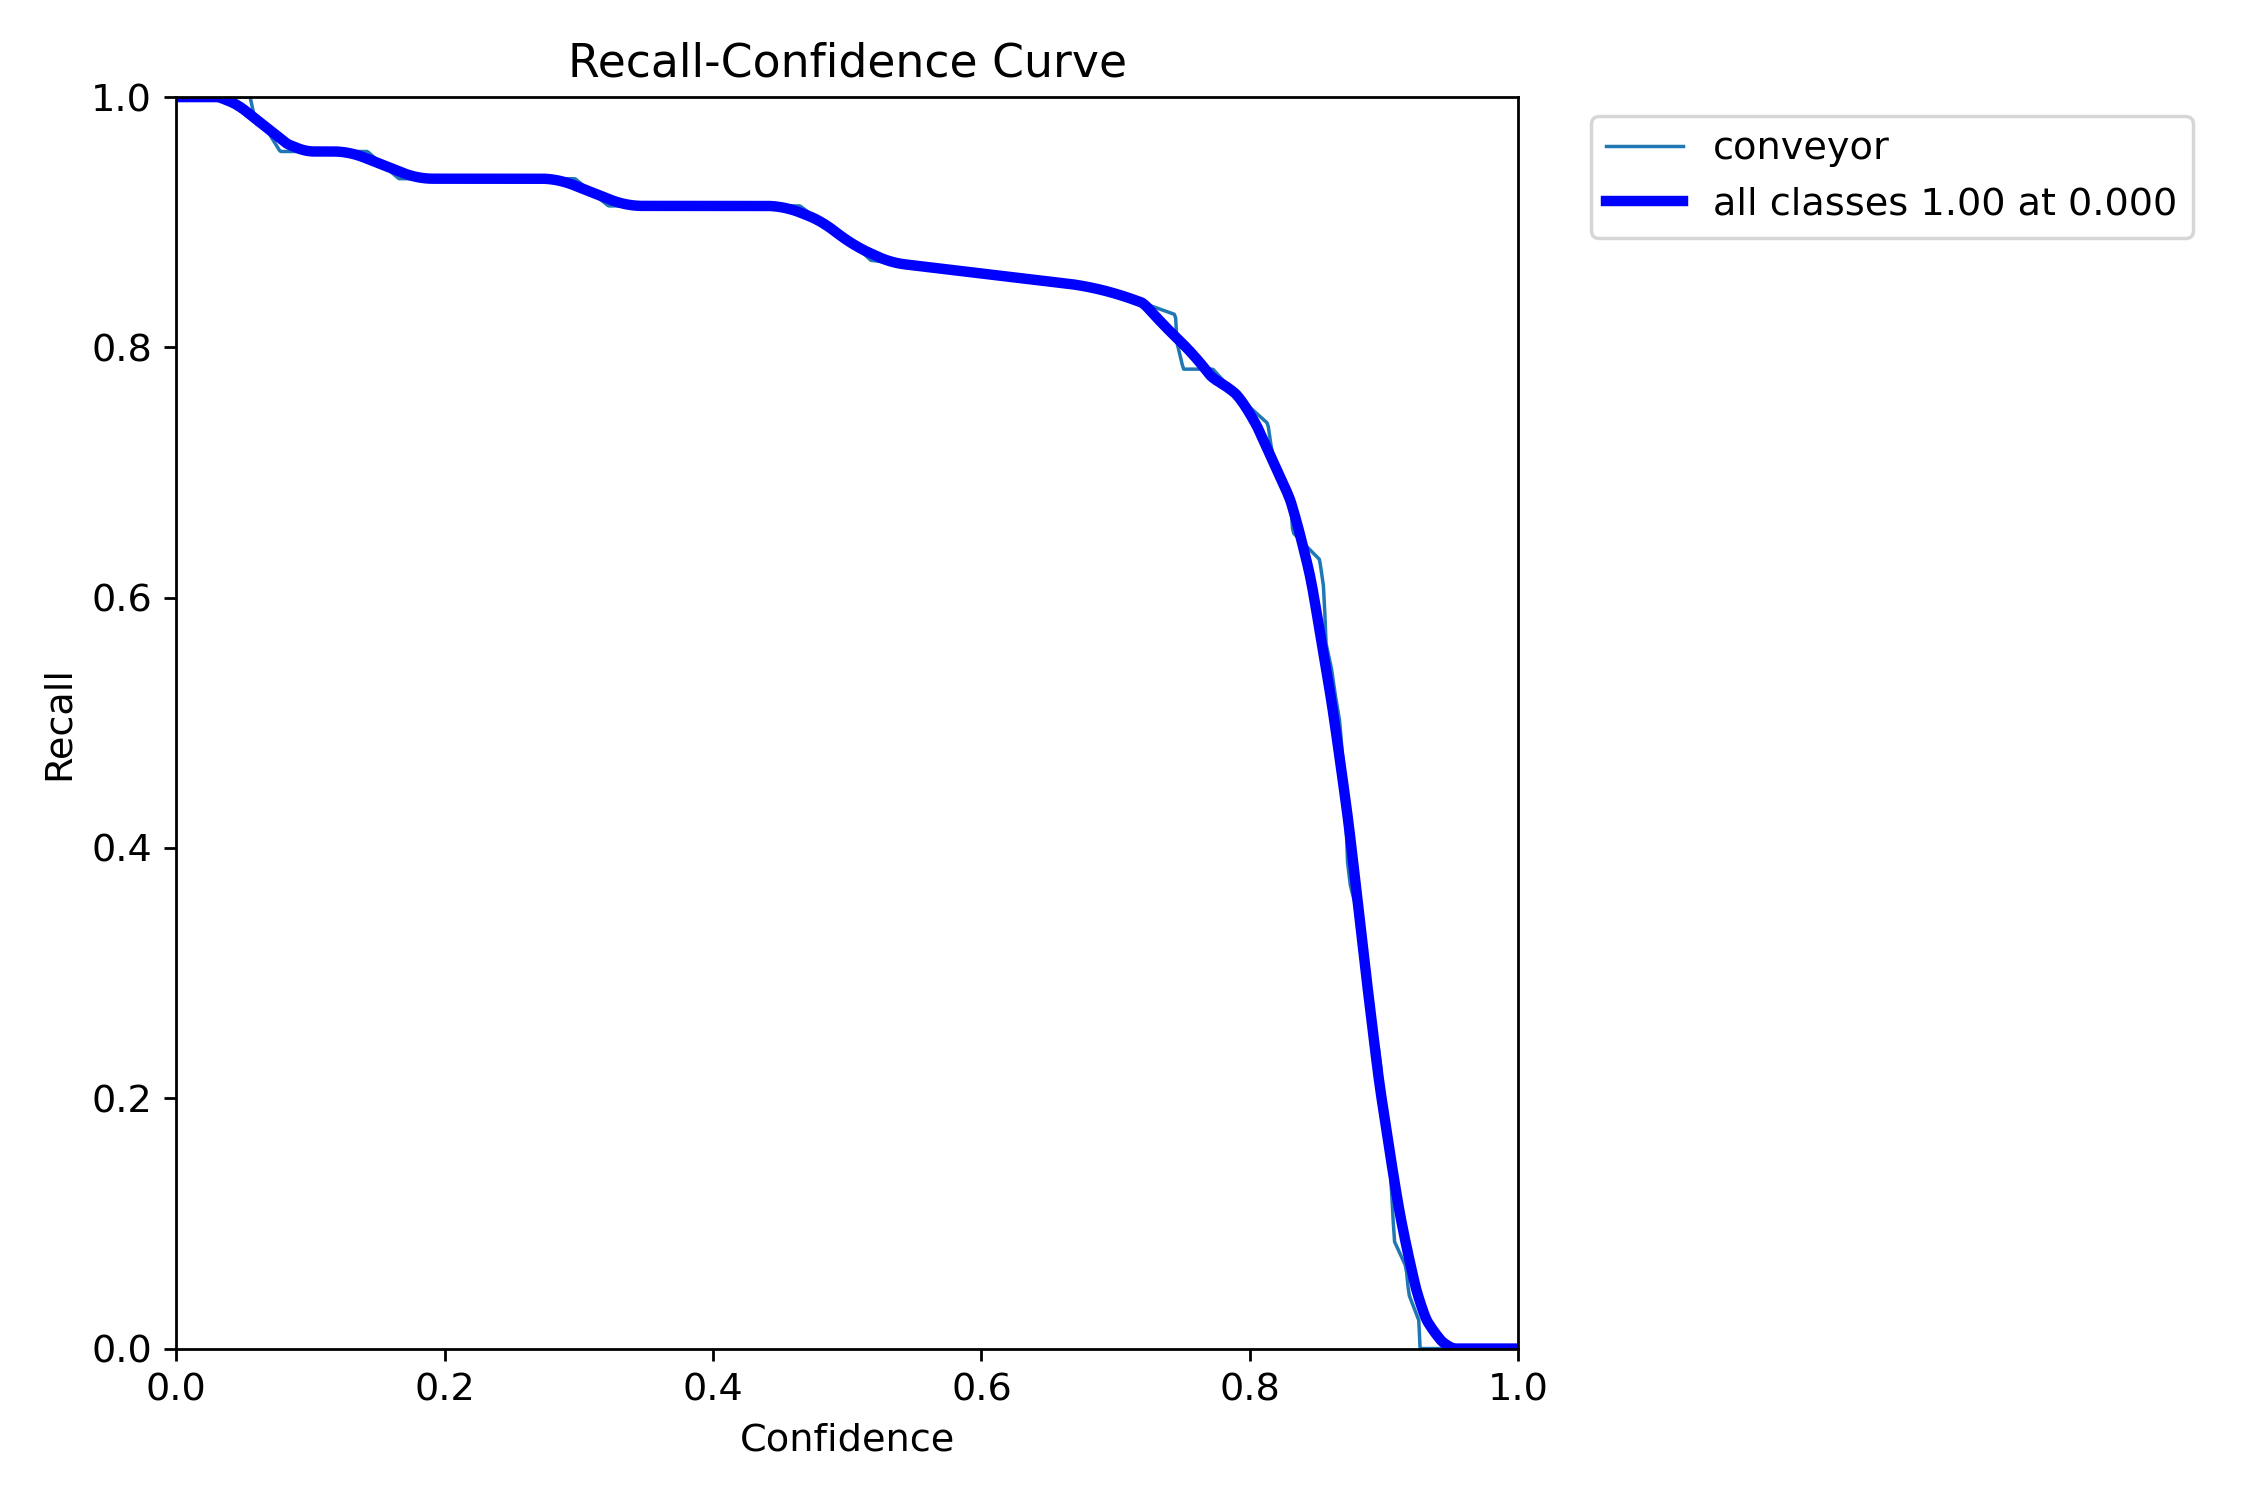 Recall-Confidence Curve
1.0
0.8
0.6
0.4
0.2
0.0
Recall
0.0 0.2 0.4 0.6 0.8 1.0
Confidence
conveyor
all classes 1.00 at 0.000